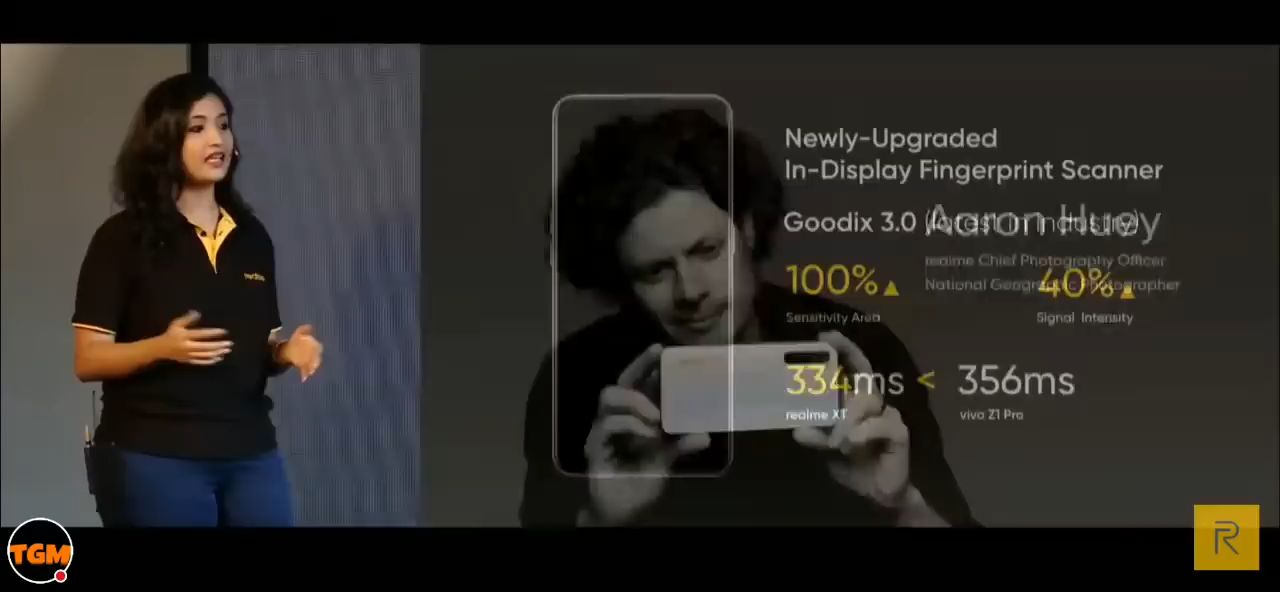 Newly-Upgraded
In-Display Fingerprint Scanner
Goodix 3.0 (latest in industry)
Aaron Huey
realme Chief Photography Officer
National Geographic Photographer
100%▲
40%▲
Sensitivity Area
Signal Intensity
334ms < 356ms
realme XT
vivo Z1 Pro
TGM
R